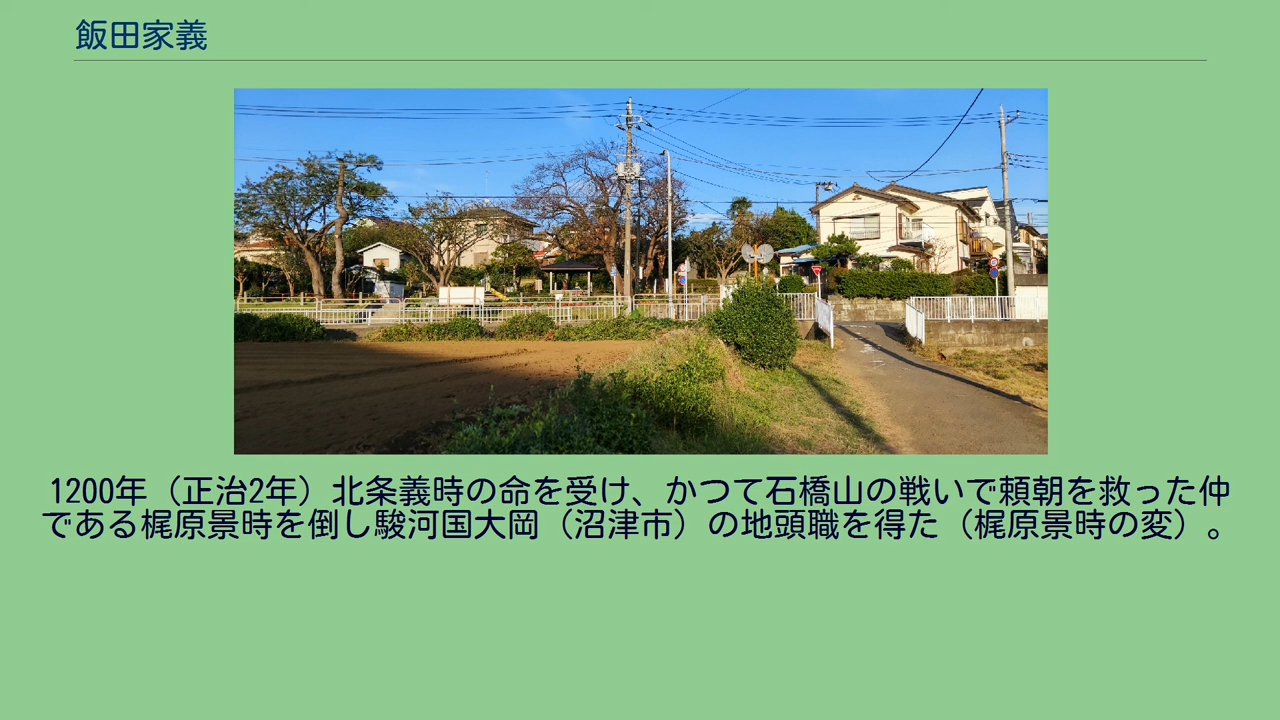 飯田家義
1200年（正治2年）北条義時の命を受け、かつて石橋山の戦いで頼朝を救った仲
である梶原景時を倒し駿河国大岡（沼津市）の地頭職を得た（梶原景時の変）。